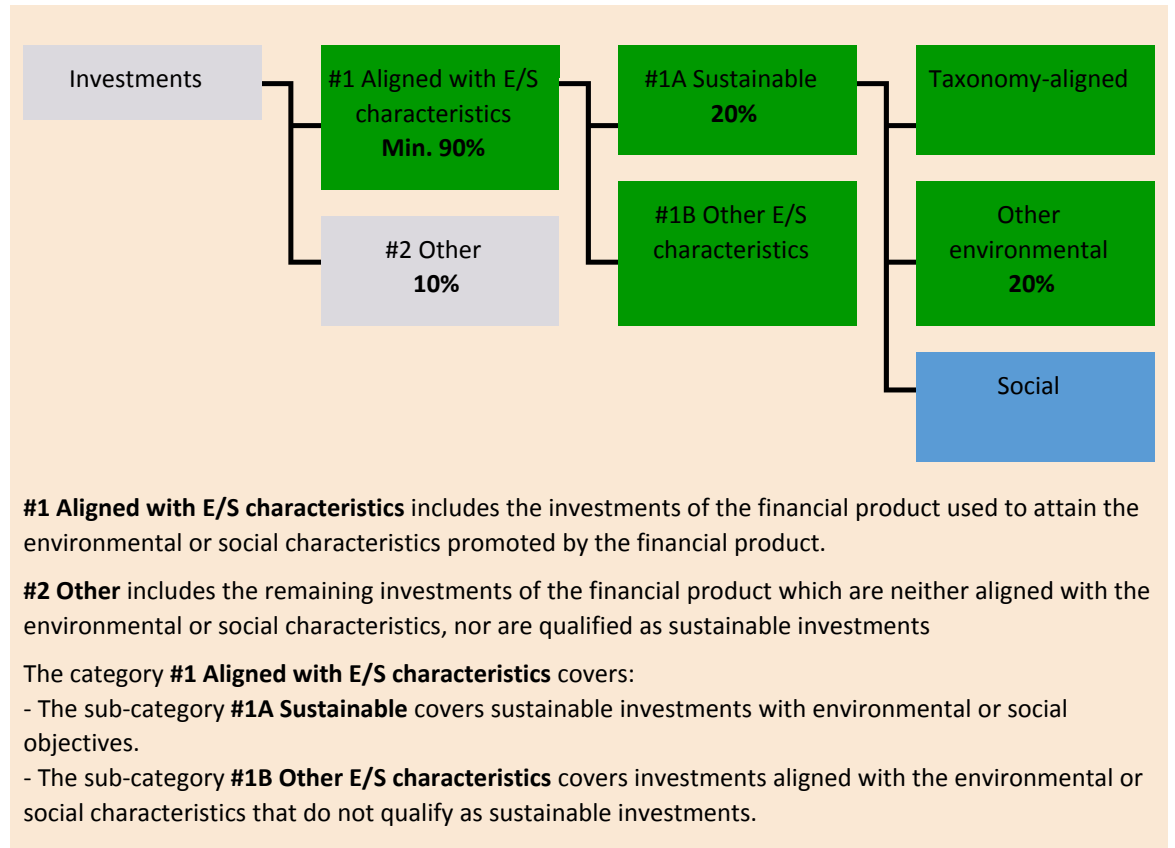 Investments
#1 Aligned with E/S
characteristics
Min. 90%
#2 Other
10%
#1A Sustainable
20%
#1B Other E/S
characteristics
Taxonomy-aligned
Other
environmental
20%
Social
#1 Aligned with E/S characteristics includes the investments of the financial product used to attain the
environmental or social characteristics promoted by the financial product.
#2 Other includes the remaining investments of the financial product which are neither aligned with the
environmental or social characteristics, nor are qualified as sustainable investments
The category #1 Aligned with E/S characteristics covers:
- The sub-category #1A Sustainable covers sustainable investments with environmental or social
objectives.
- The sub-category #1B Other E/S characteristics covers investments aligned with the environmental or
social characteristics that do not qualify as sustainable investments.